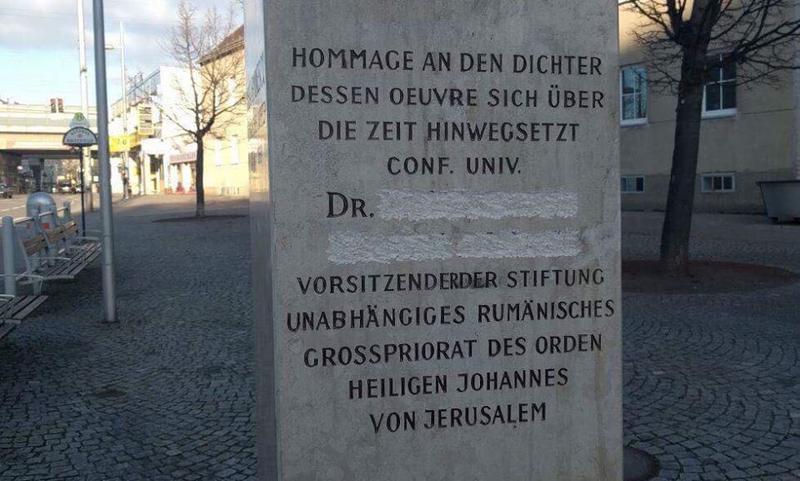 HOMMAGE AN DEN DICHTER
DESSEN OEUVRE SICH ÜBER
DIE ZEIT HINWEGSETZT
CONF. UNIV.
DR.
VORSITZENDERDER STIFTUNG
UNABHÄNGIGES RUMÄNISCHES
GROSSPRIORAT DES ORDEN
HEILIGEN JOHANNES
VON JERUSALEM